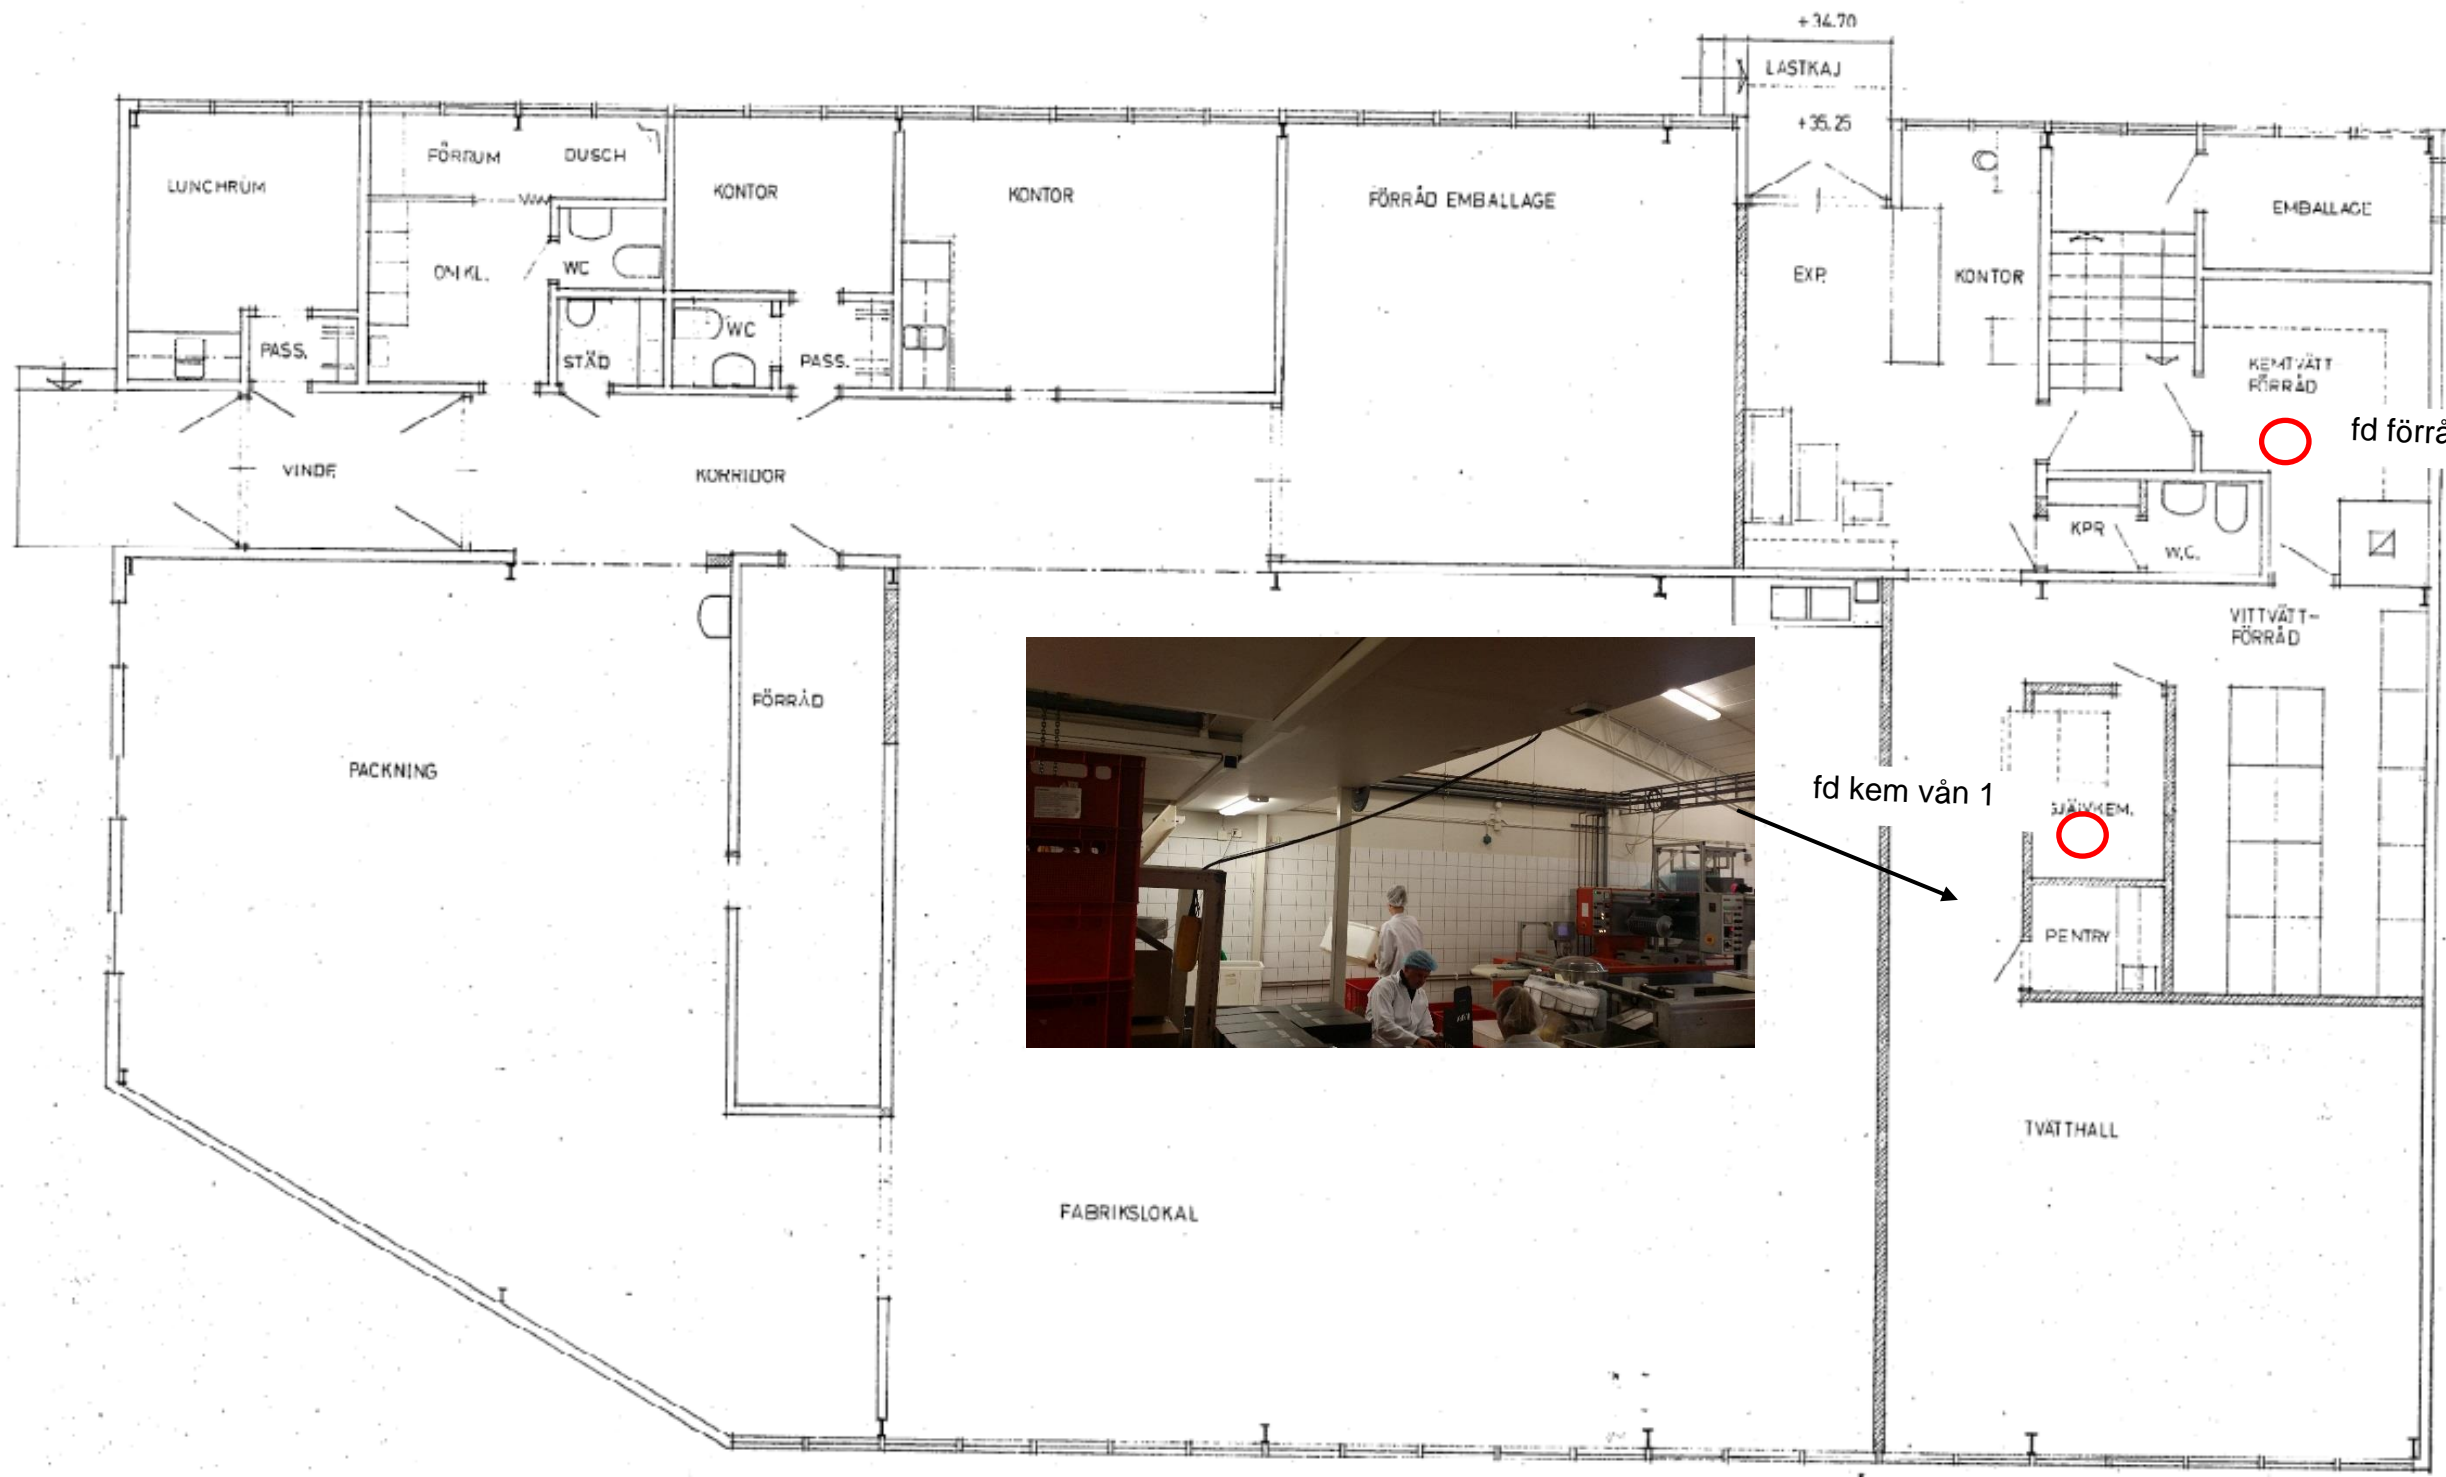 +34.70
LASTKAJ
+35.25
FÖRRUM
DUSCH
LUNCHRUM
KONTOR
KONTOR
FÖRRÅD EMBALLAGE
EMBALLAGE
OMKL.
WC
EXP.
KONTOR
WC
PASS.
STÄD
PASS.
KEMTVÄTT
FÖRRÅD
fd förrå
VINDF.
KORRIDOR
KPR
W.C.
VITTVÄTT-
FÖRRÅD
FÖRRÅD
PACKNING
fd kem vån 1
PENTRY
TVÄTTHALL
FABRIKSLOKAL